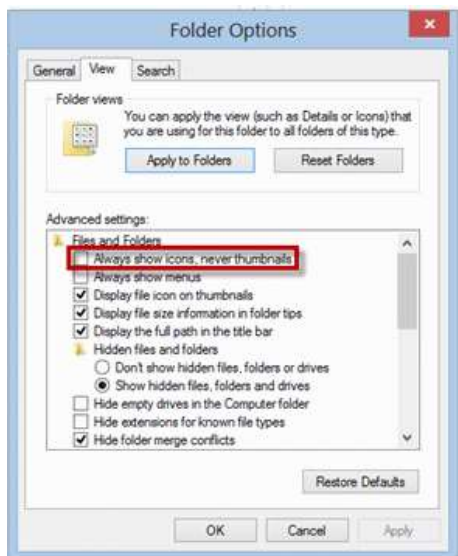 Folder Options
General View Search
Folder views
You can apply the view (such as Details or Icons) that
you are using for this folder to all folders of this type.
Apply to Folders Reset Folders
Advanced settings:
Files and Folders
Always show icons, never thumbnails
Always show menus
Display file icon on thumbnails
Display file size information in folder tips
Display the full path in the title bar
Hidden files and folders
Don't show hidden files, folders or drives
Show hidden files, folders and drives
Hide empty drives in the Computer folder
Hide extensions for known file types
Hide folder merge conflicts
Restore Defaults
OK Cancel Apply